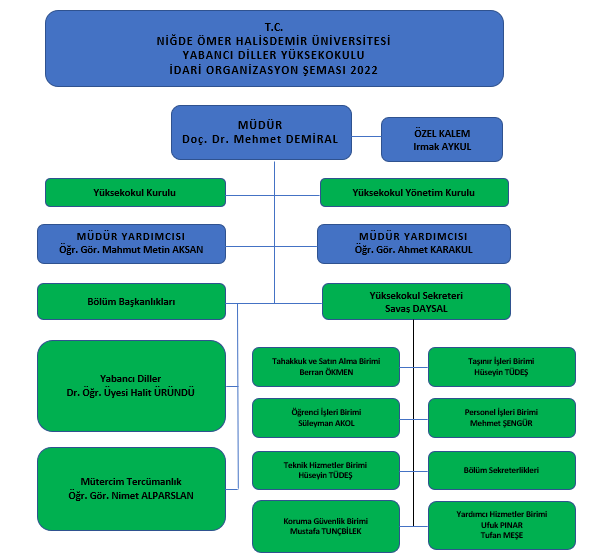 T.C.
NİĞDE ÖMER HALİSDEMİR ÜNİVERSİTESİ
YABANCI DİLLER YÜKSEKOKULU
İDARİ ORGANİZASYON ŞEMASI 2022
MÜDÜR
Doç. Dr. Mehmet DEMİRAL
ÖZEL KALEM
Irmak AYKUL
Yüksekokul Kurulu
Yüksekokul Yönetim Kurulu
MÜDÜR YARDIMCISI
Öğr. Gör. Mahmut Metin AKSAN
MÜDÜR YARDIMCISI
Öğr. Gör. Ahmet KARAKUL
Bölüm Başkanlıkları
Yüksekokul Sekreteri
Savaş DAYSAL
Yabancı Diller
Dr. Öğr. Üyesi Halit ÜRÜNDÜ
Mütercim Tercümanlık
Öğr. Gör. Nimet ALPARSLAN
Tahakkuk ve Satın Alma Birimi
Berran ÖKMEN
Taşınır İşleri Birimi
Hüseyin TÜDEŞ
Öğrenci İşleri Birimi
Süleyman AKOL
Personel İşleri Birimi
Mehmet ŞENGÜR
Teknik Hizmetler Birimi
Hüseyin TÜDEŞ
Bölüm Sekreterlikleri
Koruma Güvenlik Birimi
Mustafa TUNÇBİLEK
Yardımcı Hizmetler Birimi
Ufuk PINAR
Tufan MEŞE